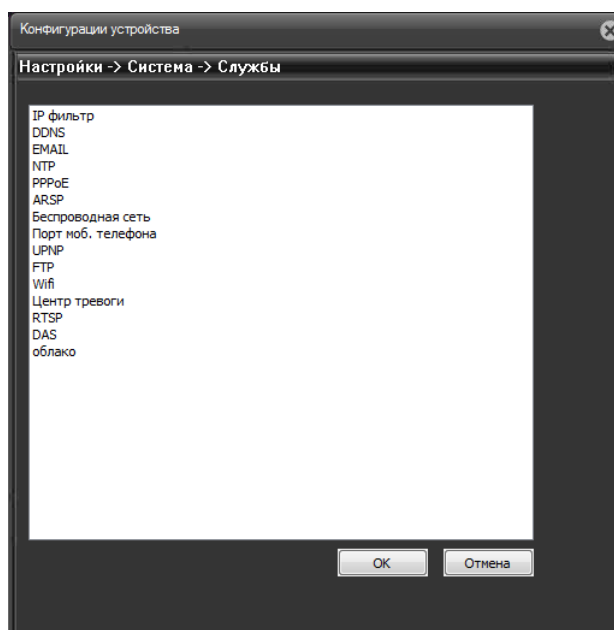 Конфигурации устройства
Настройки -> Система -> Службы
IP фильтр
DDNS
EMAIL
NTP
PPPoE
ARSP
Беспроводная сеть
Порт моб. телефона
UPNP
FTP
Wifi
Центр тревоги
RTSP
DAS
облако
OK
Отмена